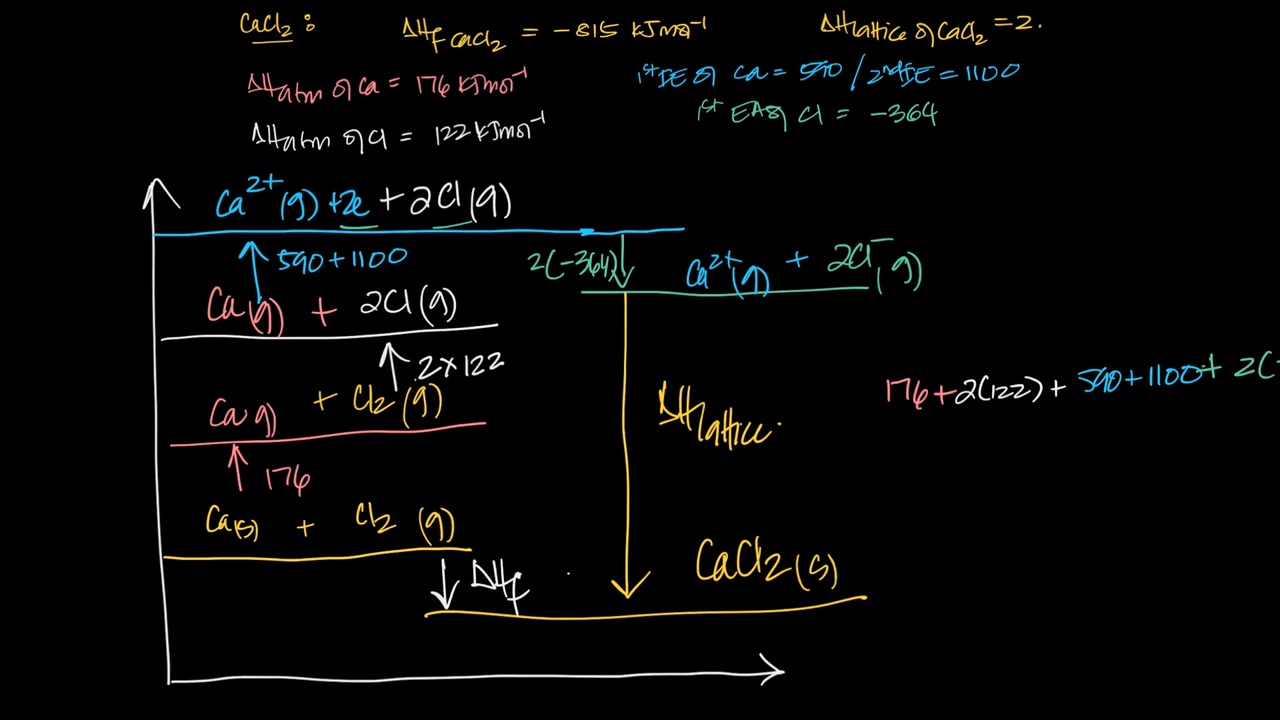 CaCl2 : ΔHf CaCl2 = -815 kJmol⁻¹ ΔHlattice of CaCl2 = 2.
ΔHatm of Ca = 176 kJmol⁻¹ 1st IE of Ca = 590 / 2nd IE = 1100
ΔHatm of Cl = 122 kJmol⁻¹ 1st EA of Cl = -364
Ca²⁺(g) + 2e + 2Cl(g)
590+1100 2(-364) Ca²⁺(g) + 2Cl⁻(g)
Ca(g) + 2Cl(g)
2×122
176 + 2(122) + 590 + 1100 + 2(-
Ca(g) + Cl2(g) ΔHlattice.
176
Ca(s) + Cl2 (g)
ΔHf CaCl2(s)